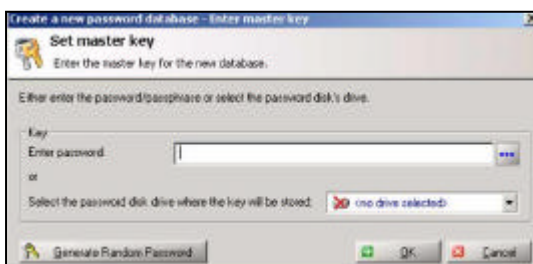 Create a new password database - Enter master key
Set master key
Enter the master key for the new database.
Either enter the password/passphrase or select the password disk's drive.
Key
Enter password:
or
Select the password disk drive where the key will be stored:
(no drive selected)
Generate Random Password
OK
Cancel